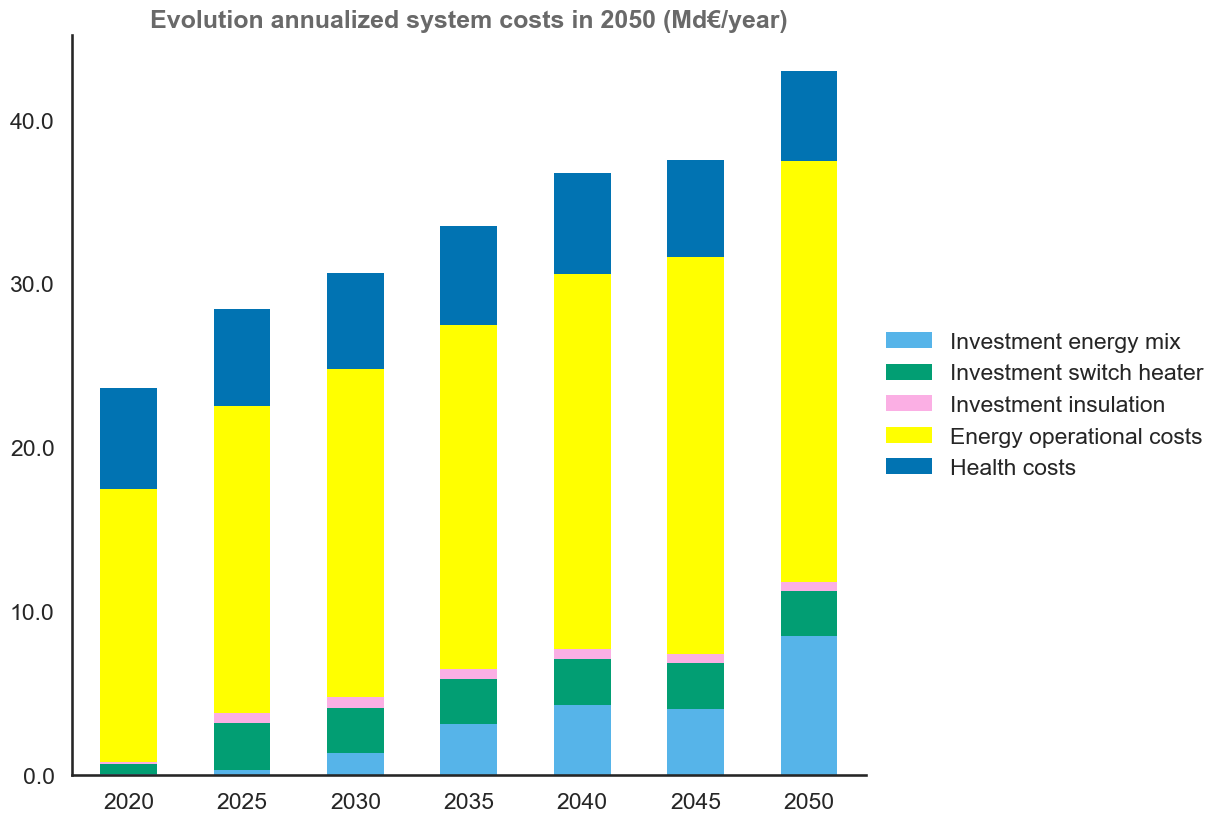 Evolution annualized system costs in 2050 (Md€/year)
40.0
30.0
20.0
10.0
0.0
2020 2025 2030 2035 2040 2045 2050
Investment energy mix
Investment switch heater
Investment insulation
Energy operational costs
Health costs